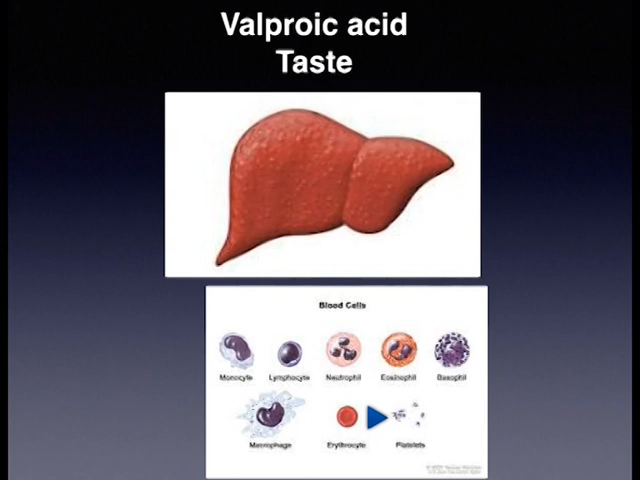 Valproic acid
Taste
Blood Cells
Monocyte Lymphocyte Neutrophil Eosinophil Basophil
Macrophage Erythrocyte Platelets